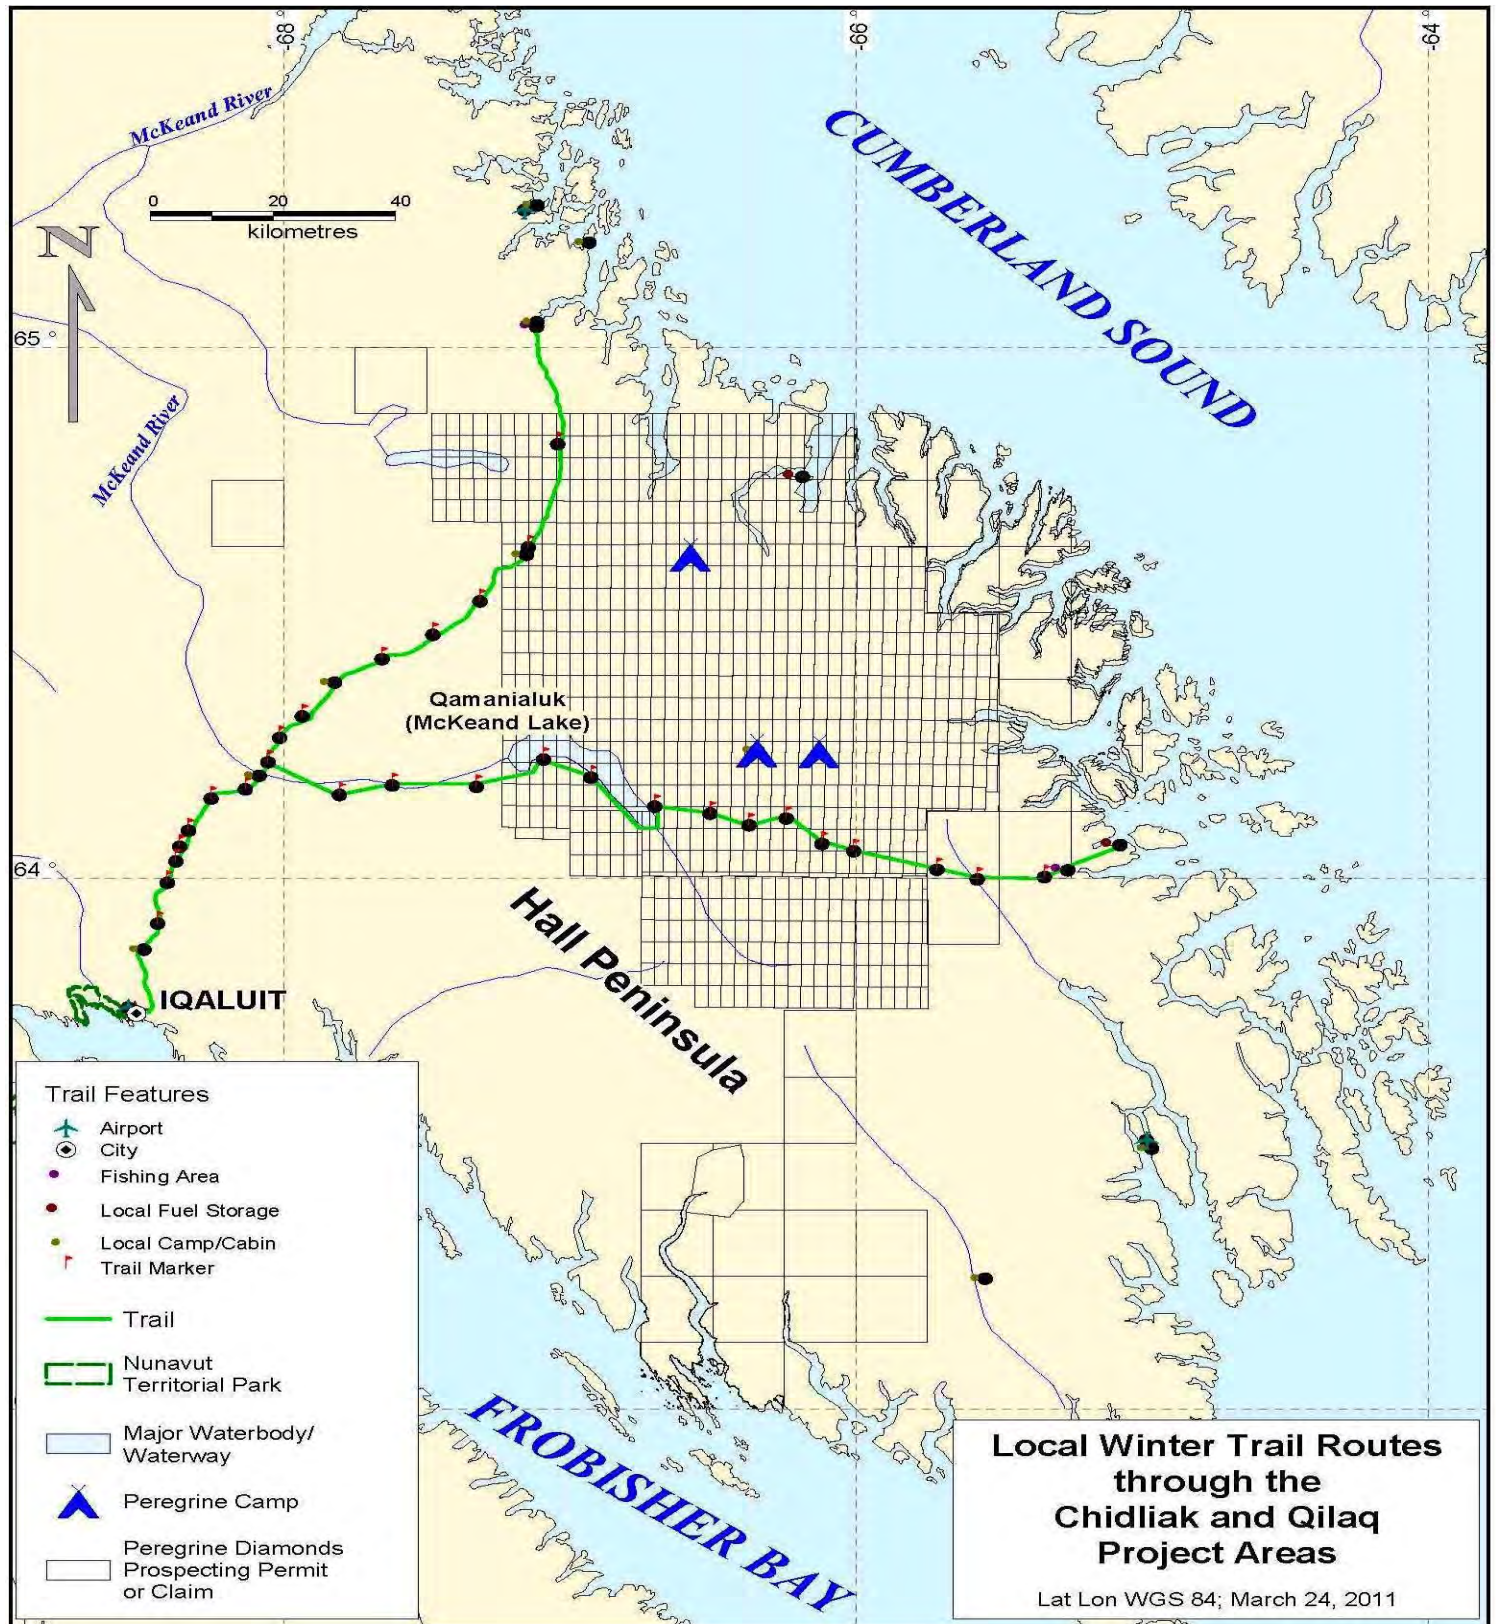 -68
-66
-64
McKeand River
0 20 40
kilometres
N
CUMBERLAND SOUND
65°
McKeand River
Qamanialuk
(McKeand Lake)
64°
Hall Peninsula
IQALUIT
Trail Features
Airport
City
Fishing Area
Local Fuel Storage
Local Camp/Cabin
Trail Marker
Trail
Nunavut
Territorial Park
Major Waterbody/
Waterway
Peregrine Camp
Peregrine Diamonds
Prospecting Permit
or Claim
FROBISHER BAY
Local Winter Trail Routes
through the
Chidliak and Qilaq
Project Areas
Lat Lon WGS 84; March 24, 2011